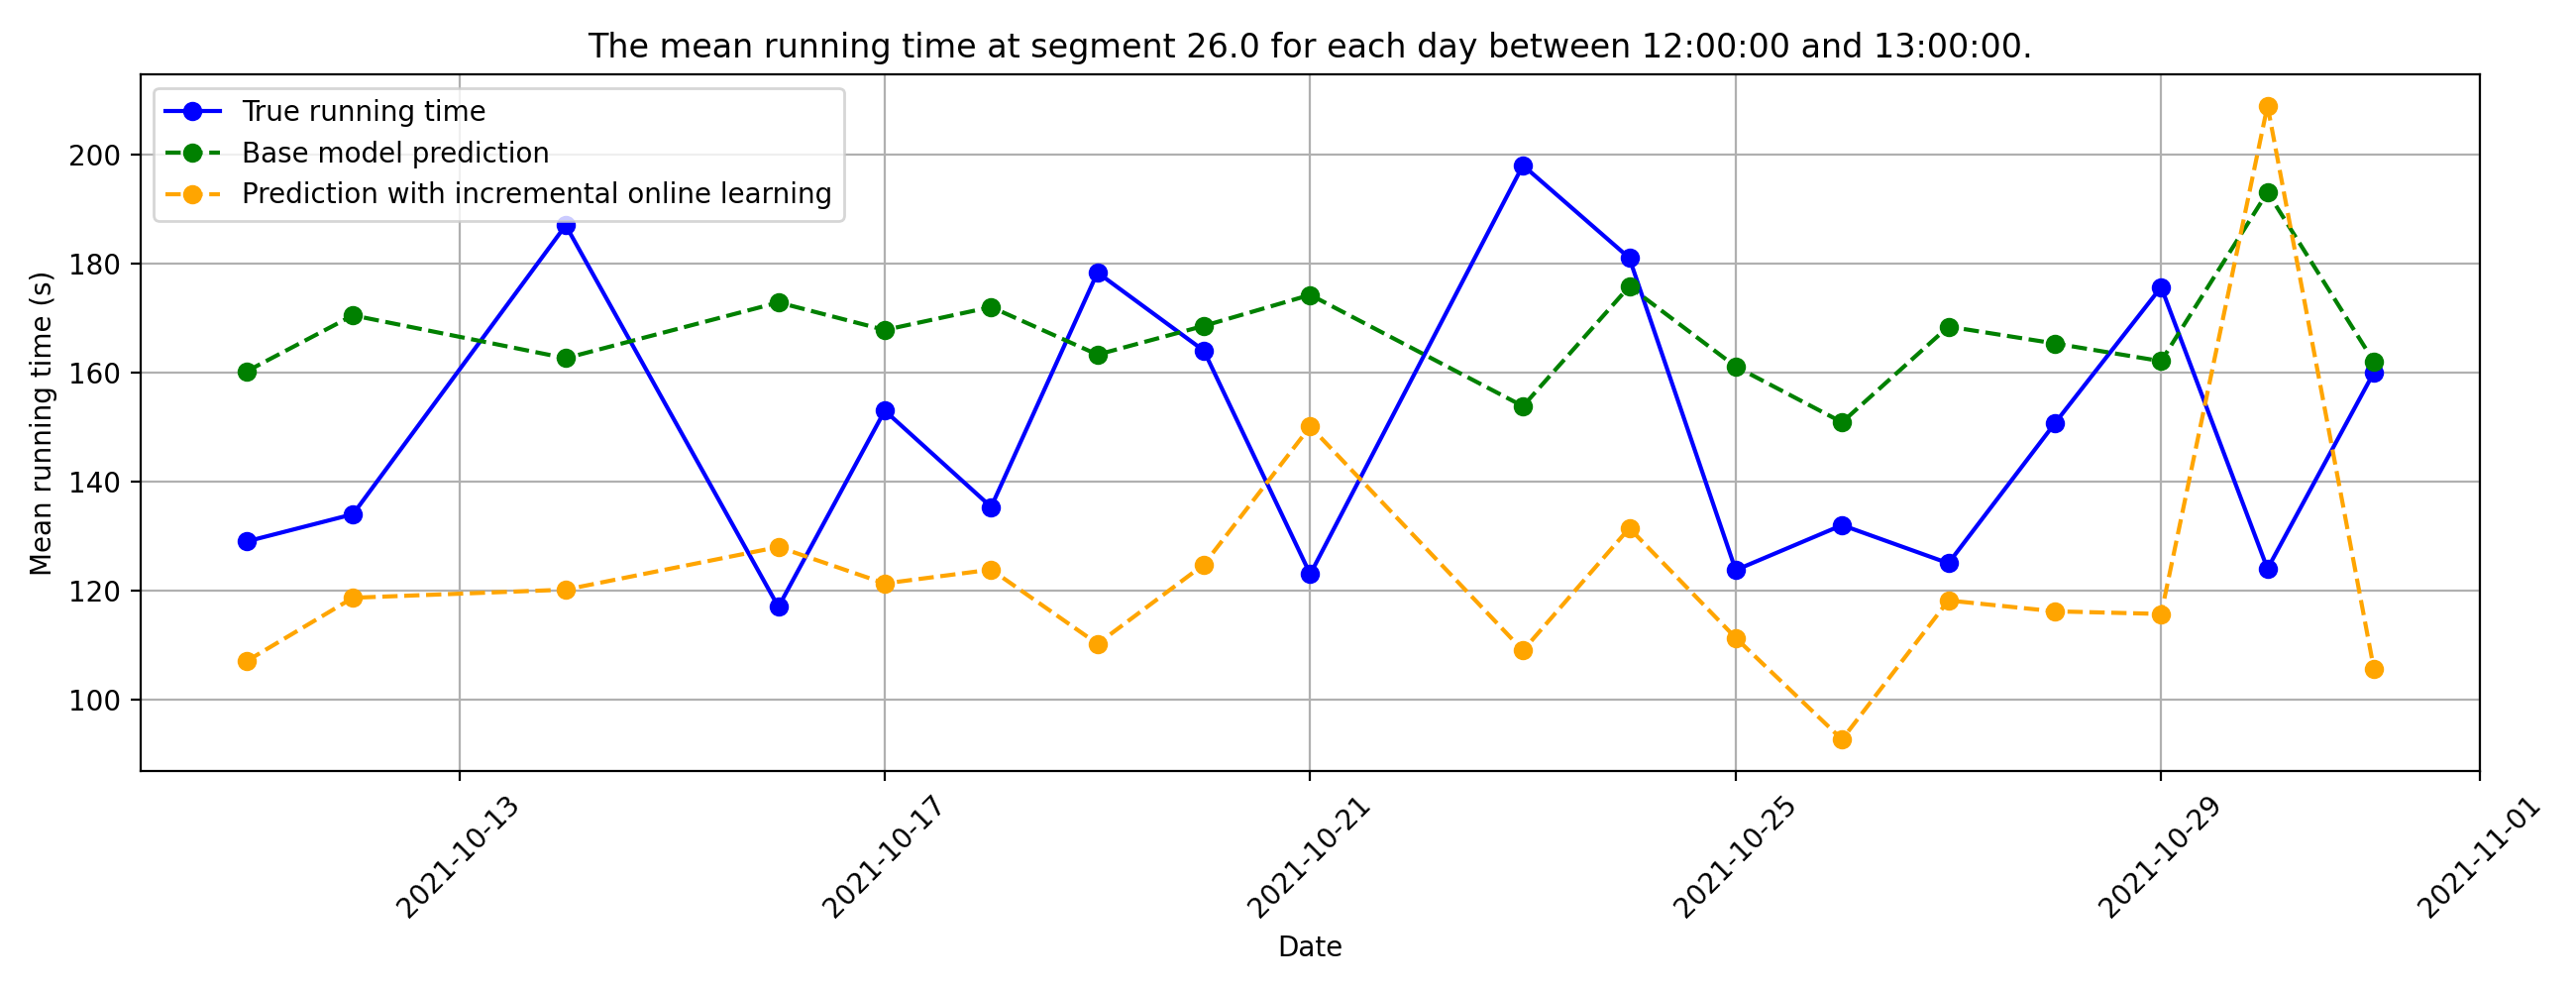 The mean running time at segment 26.0 for each day between 12:00:00 and 13:00:00.
True running time
Base model prediction
Prediction with incremental online learning
Mean running time (s)
200
180
160
140
120
100
2021-10-13
2021-10-17
2021-10-21
2021-10-25
2021-10-29
2021-11-01
Date